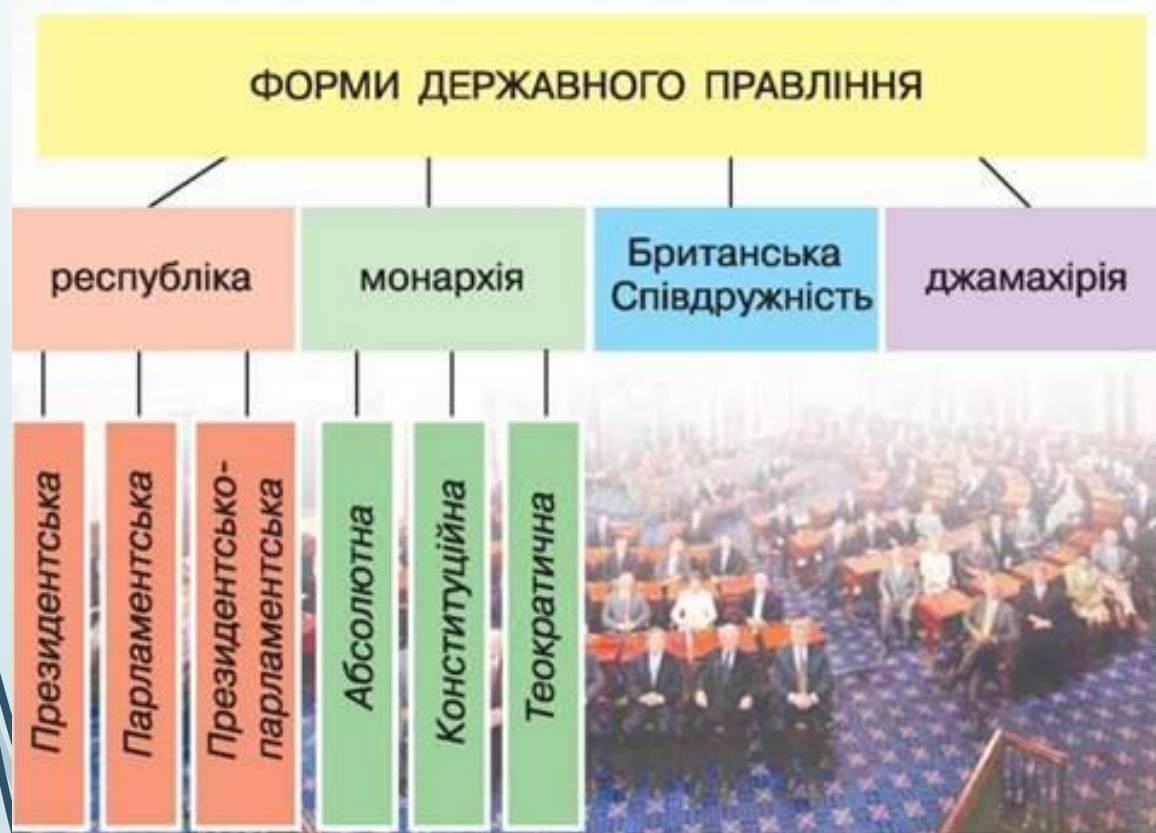 ФОРМИ ДЕРЖАВНОГО ПРАВЛІННЯ
республіка
монархія
Британська
Співдружність
джамахірія
Президентська
Парламентська
Президентсько-
парламентська
Абсолютна
Конституційна
Теократична